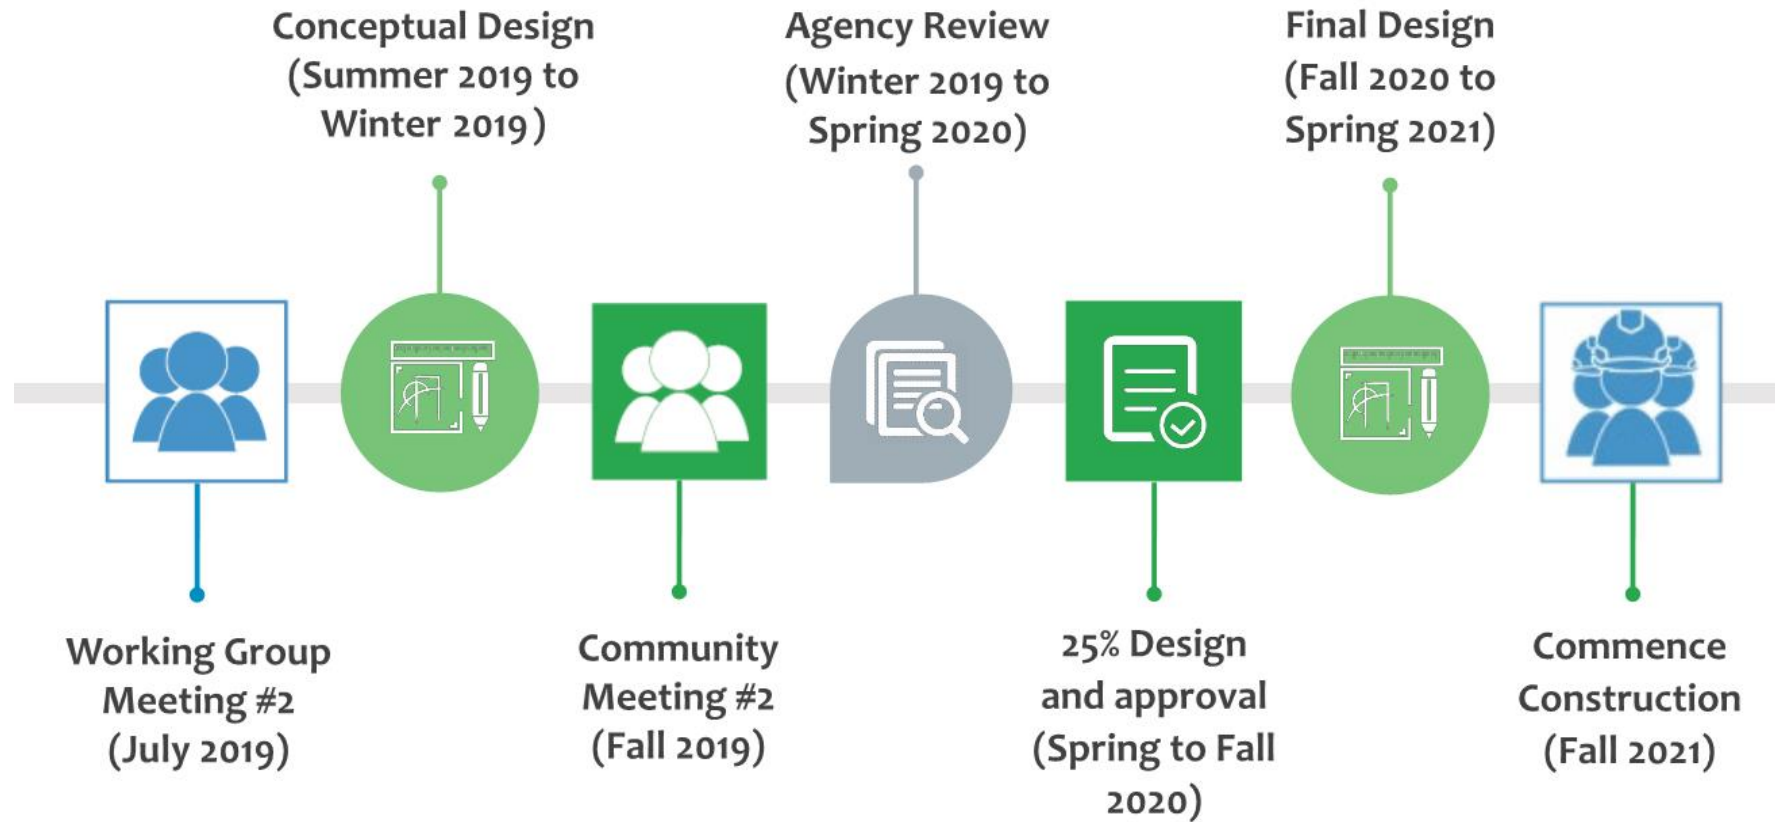 Conceptual Design
(Summer 2019 to
Winter 2019)
Agency Review
(Winter 2019 to
Spring 2020)
Final Design
(Fall 2020 to
Spring 2021)
Working Group
Meeting #2
(July 2019)
Community
Meeting #2
(Fall 2019)
25% Design
and approval
(Spring to Fall
2020)
Commence
Construction
(Fall 2021)